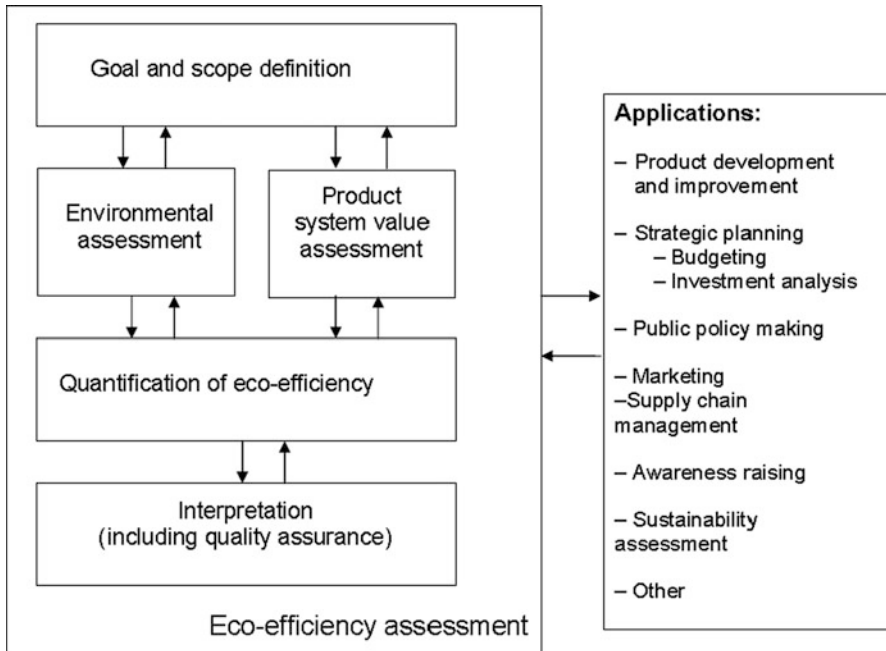 Goal and scope definition
Environmental
assessment
Product
system value
assessment
Quantification of eco-efficiency
Interpretation
(including quality assurance)
Eco-efficiency assessment
Applications:
– Product development
and improvement
– Strategic planning
– Budgeting
– Investment analysis
– Public policy making
– Marketing
–Supply chain
management
– Awareness raising
– Sustainability
assessment
– Other